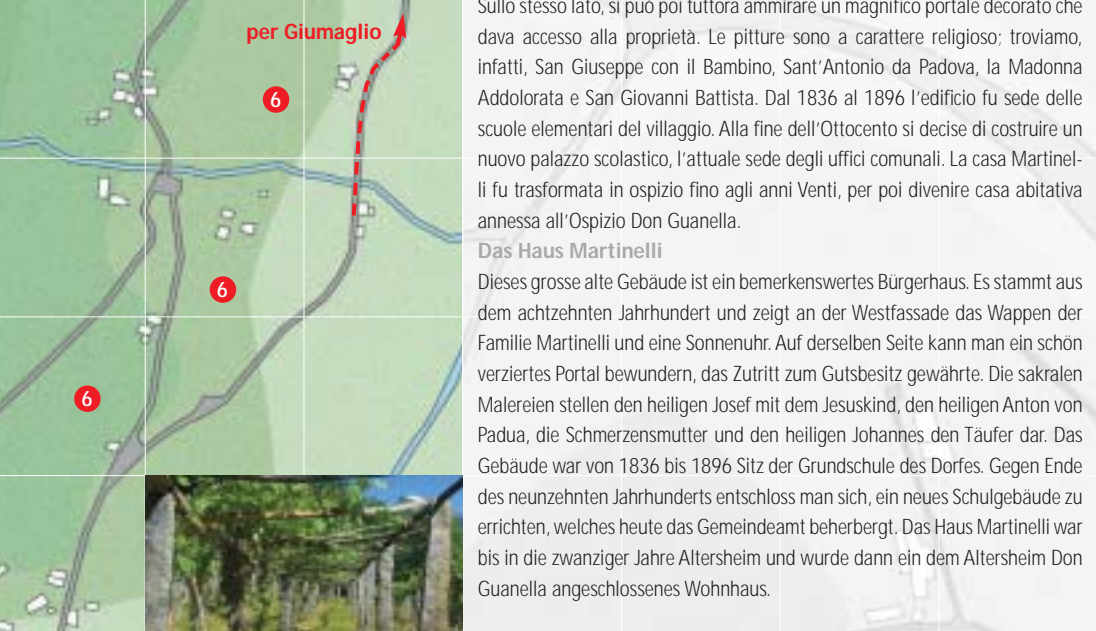 per Giumaglio
6
6
6
Sullo stesso lato, si può poi tuttora ammirare un magnifico portale decorato che
dava accesso alla proprietà. Le pitture sono a carattere religioso; troviamo,
infatti, San Giuseppe con il Bambino, Sant'Antonio da Padova, la Madonna
Addolorata e San Giovanni Battista. Dal 1836 al 1896 l'edificio fu sede delle
scuole elementari del villaggio. Alla fine dell'Ottocento si decise di costruire un
nuovo palazzo scolastico, l'attuale sede degli uffici comunali. La casa Martinel-
li fu trasformata in ospizio fino agli anni Venti, per poi divenire casa abitativa
annessa all'Ospizio Don Guanella.
Das Haus Martinelli
Dieses grosse alte Gebäude ist ein bemerkenswertes Bürgerhaus. Es stammt aus
dem achtzehnten Jahrhundert und zeigt an der Westfassade das Wappen der
Familie Martinelli und eine Sonnenuhr. Auf derselben Seite kann man ein schön
verziertes Portal bewundern, das Zutritt zum Gutsbesitz gewährte. Die sakralen
Malereien stellen den heiligen Josef mit dem Jesuskind, den heiligen Anton von
Padua, die Schmerzensmutter und den heiligen Johannes den Täufer dar. Das
Gebäude war von 1836 bis 1896 Sitz der Grundschule des Dorfes. Gegen Ende
des neunzehnten Jahrhunderts entschloss man sich, ein neues Schulgebäude zu
errichten, welches heute das Gemeindeamt beherbergt. Das Haus Martinelli war
bis in die zwanziger Jahre Altersheim und wurde dann ein dem Altersheim Don
Guanella angeschlossenes Wohnhaus.